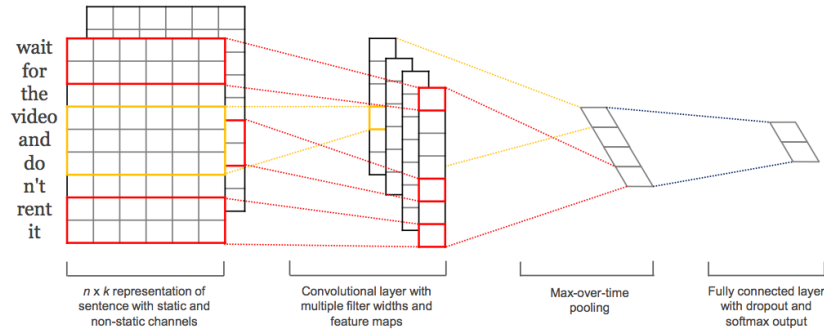 wait
for
the
video
and
do
n't
rent
it
n x k representation of
sentence with static and
non-static channels
Convolutional layer with
multiple filter widths and
feature maps
Max-over-time
pooling
Fully connected layer
with dropout and
softmax output